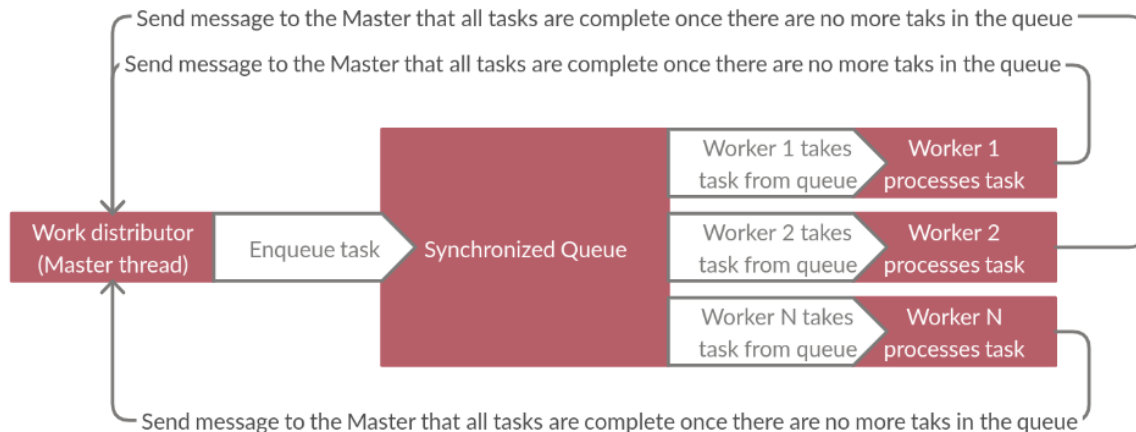 Send message to the Master that all tasks are complete once there are no more taks in the queue
Send message to the Master that all tasks are complete once there are no more taks in the queue
Worker 1 takes
task from queue
Worker 1
processes task
Work distributor
(Master thread)
Enqueue task
Synchronized Queue
Worker 2 takes
task from queue
Worker 2
processes task
Worker N takes
task from queue
Worker N
processes task
Send message to the Master that all tasks are complete once there are no more taks in the queue